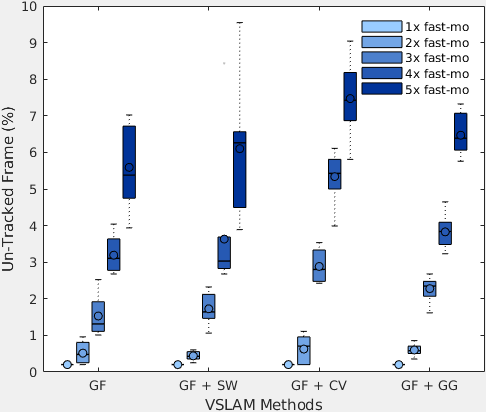 10
9
8
7
6
5
4
3
2
1
0
Un-Tracked Frame (%)
1x fast-mo
2x fast-mo
3x fast-mo
4x fast-mo
5x fast-mo
GF
GF + SW
GF + CV
GF + GG
VSLAM Methods